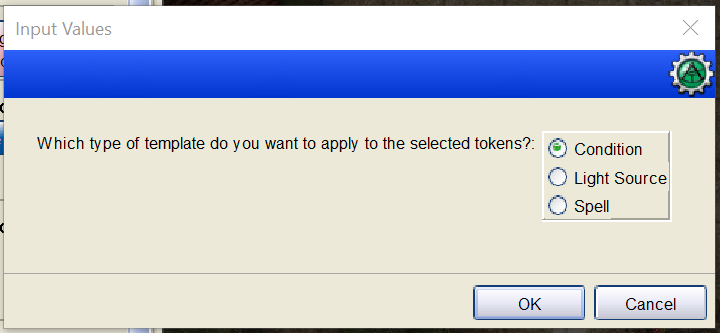 Input Values
Which type of template do you want to apply to the selected tokens?:
Condition
Light Source
Spell
OK
Cancel